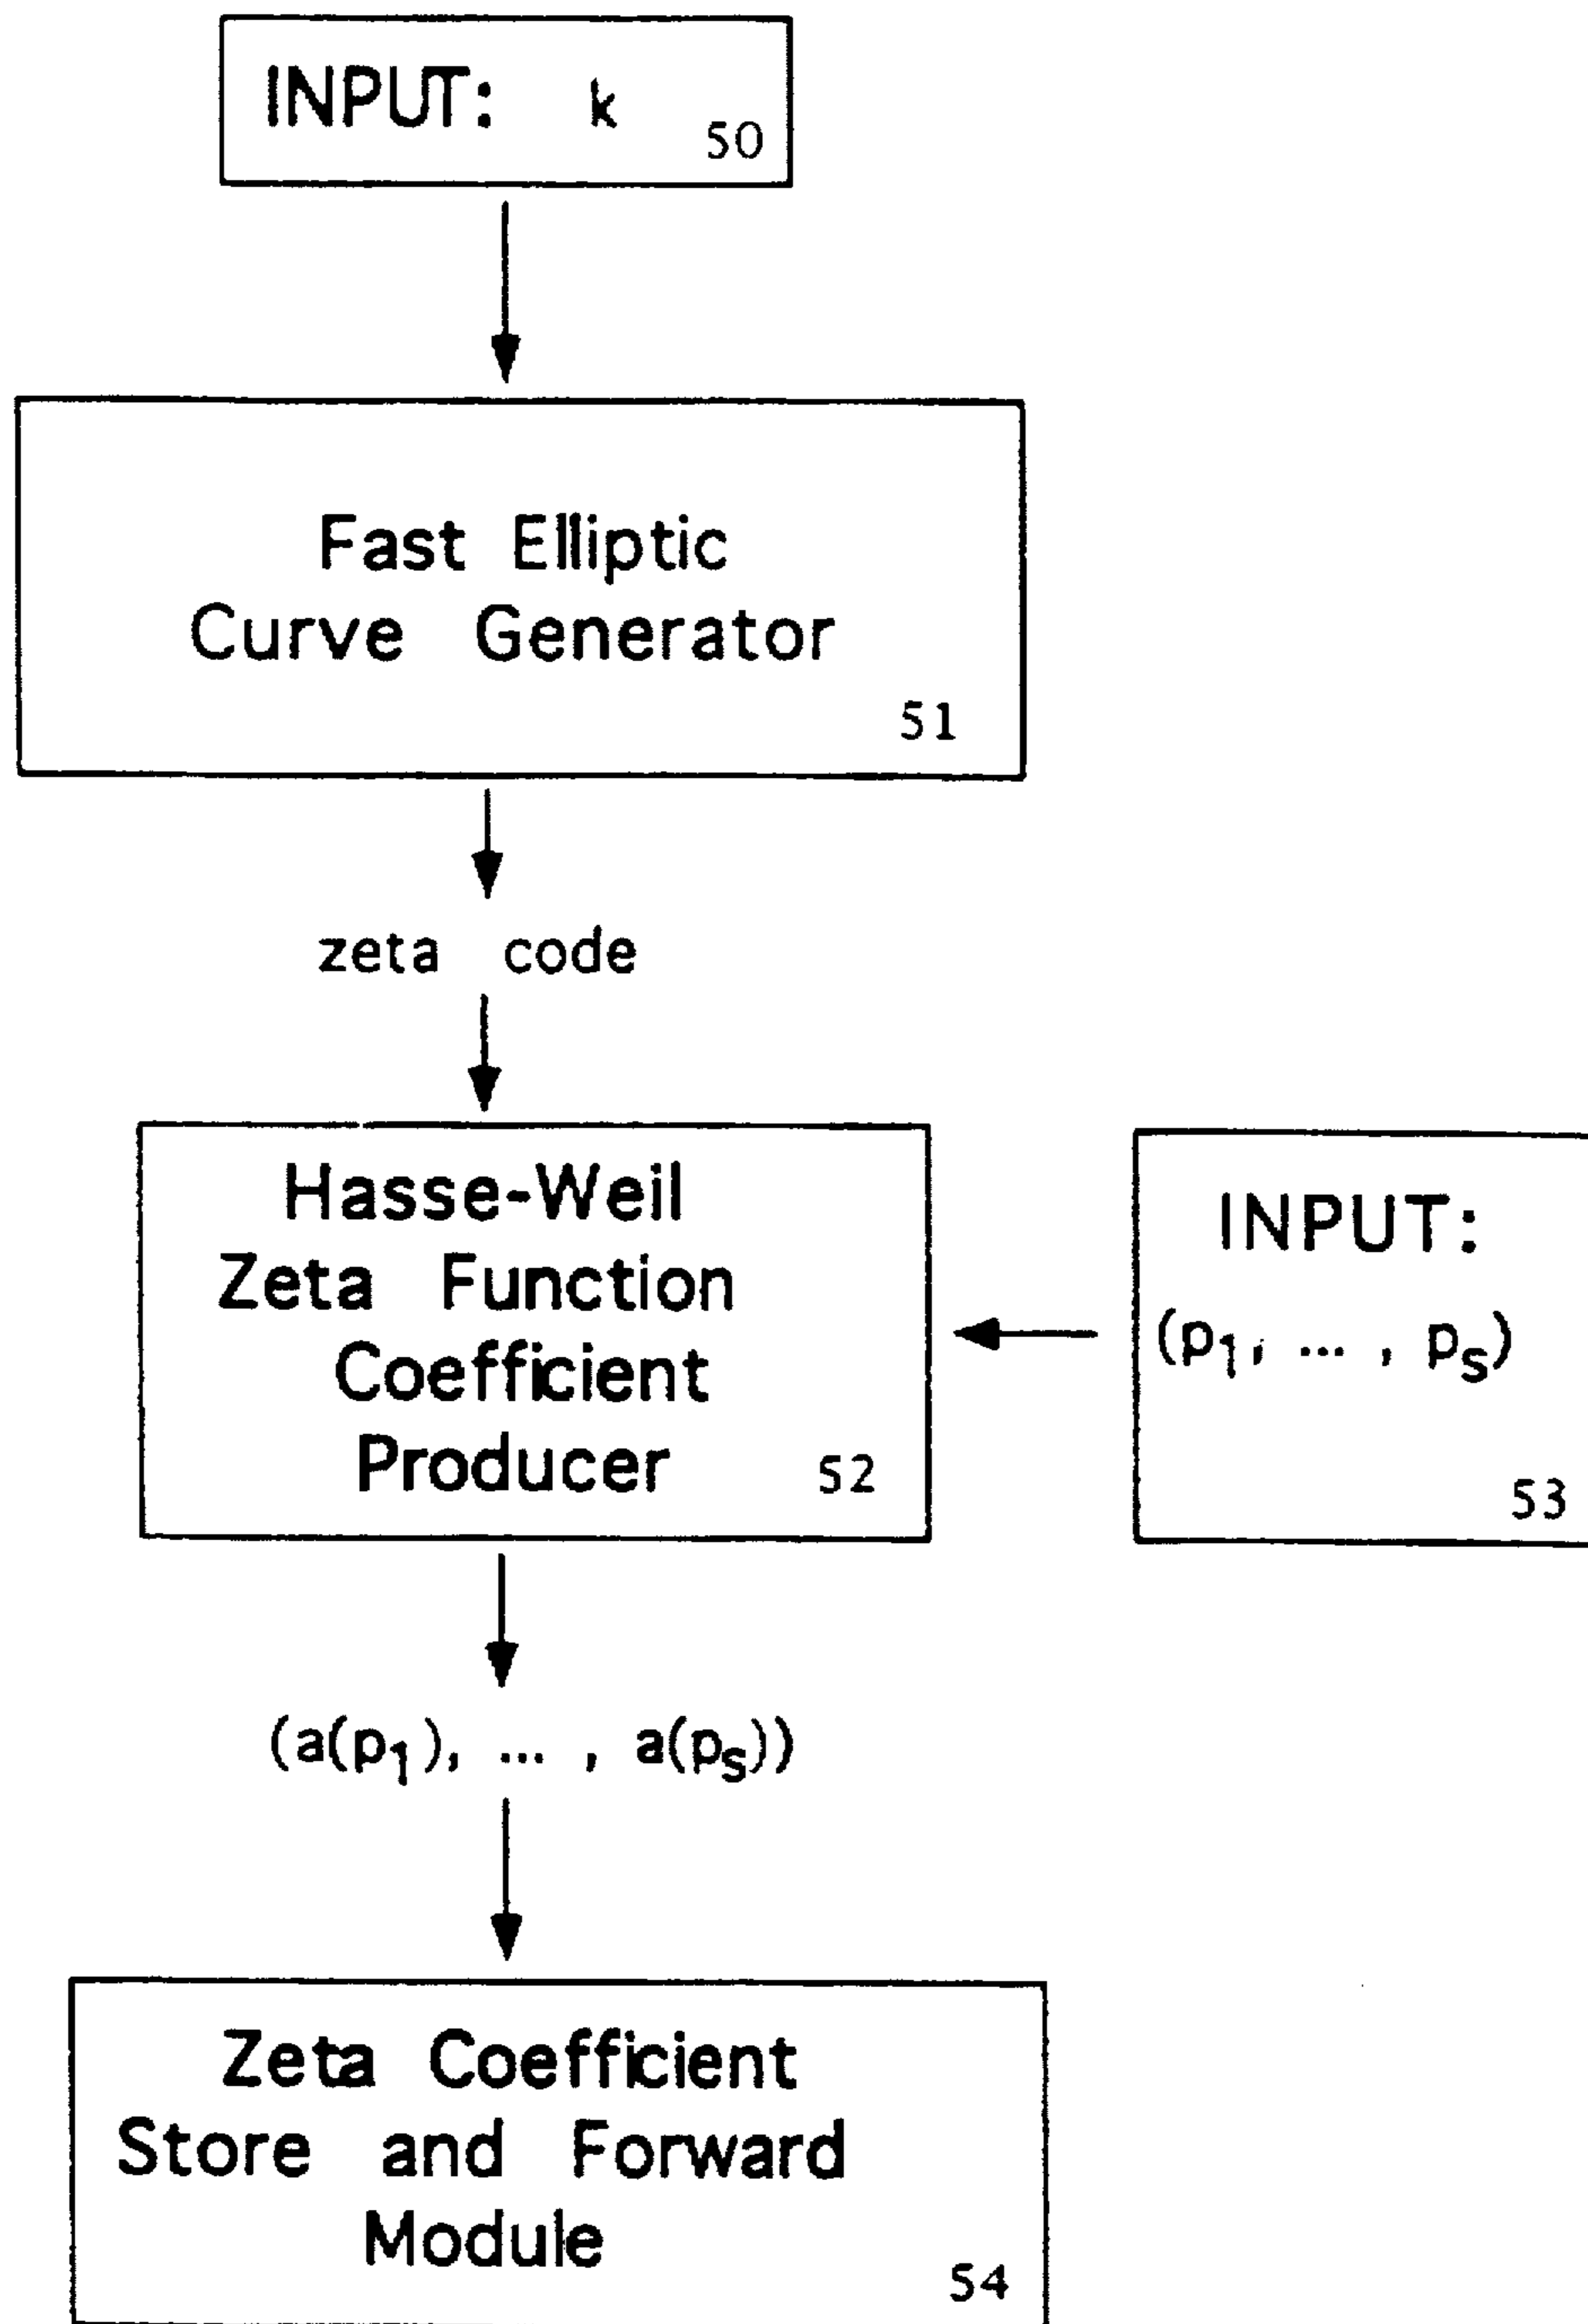 INPUT: k
50
Fast Elliptic
Curve Generator
51
zeta code
Hasse-Weil
Zeta Function
Coefficient
Producer
52
INPUT:
(p₁, ... , pₛ)
53
(a(p₁), ... , a(pₛ))
Zeta Coefficient
Store and Forward
Module
54